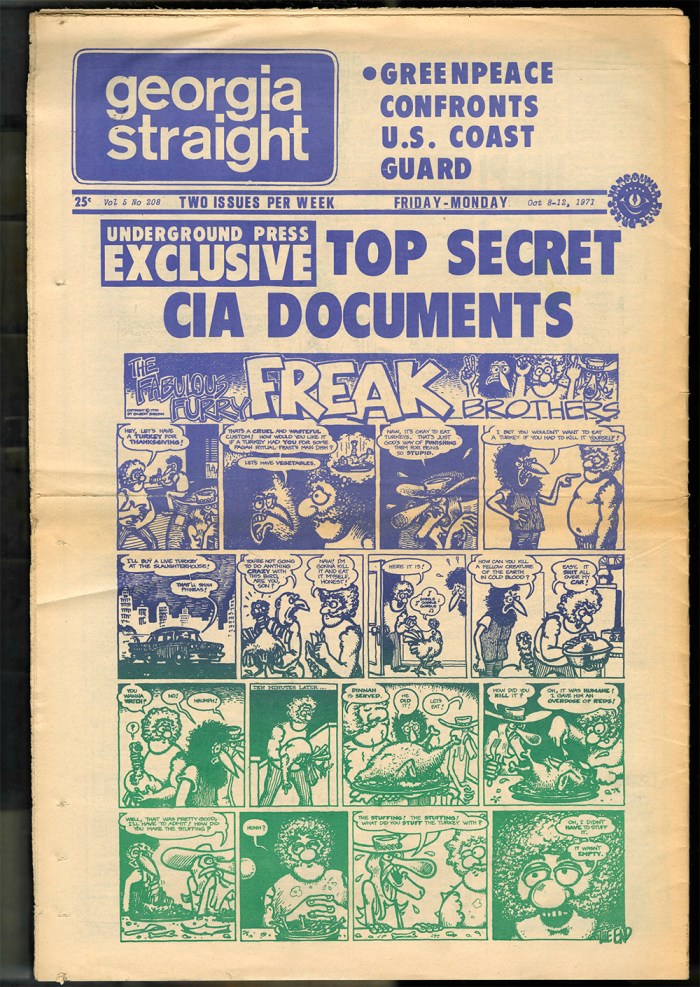 georgia
straight
•GREENPEACE
CONFRONTS
U.S. COAST
GUARD
25¢ Vol 5 No 208 TWO ISSUES PER WEEK FRIDAY-MONDAY Oct 8-12, 1971
UNDERGROUND PRESS
EXCLUSIVE TOP SECRET
CIA DOCUMENTS
THE
FABULOUS
FURRY
FREAK
BROTHERS
HEY, LET'S HAVE
A TURKEY FOR
THANKSGIVING!
THAT'S A CRUEL AND WASTEFUL
CUSTOM! HOW WOULD YOU LIKE IT
IF A TURKEY HAD YOU FOR SOME
PAGAN RITUAL-FEAST'S MAIN DISH?
LET'S HAVE VEGETABLES.
NAW, IT'S OKAY TO EAT
TURKEYS. THAT'S JUST
GOD'S WAY OF PUNISHING
THEM FOR BEING
SO STUPID.
I BET YOU WOULDN'T WANT TO EAT
A TURKEY IF YOU HAD TO KILL IT YOURSELF!
I'LL BUY A LIVE TURKEY
AT THE SLAUGHTERHOUSE!
THAT'LL SHOW
PHINEAS!
YOU'RE NOT GOING
TO DO ANYTHING
CRAZY WITH
THIS BIRD,
ARE YOU,
SON?
NAW! I'M
GONNA KILL
IT AND EAT
IT MYSELF,
HONEST!
HERE IT IS!
GOBBLE
HOW CAN YOU KILL
A FELLOW CREATURE
OF THE EARTH
IN COLD BLOOD?
EASY. IT
SHIT ALL
OVER MY
CAR!
YOU
WANNA
WATCH?
NO!
HRUMPH!
?
TEN MINUTES LATER...
DINNAH
IS SERVED.
LET'S
EAT!
HOW DID YOU
KILL IT?
OH, IT WAS HUMANE!
I GAVE HIM AN
OVERDOSE OF REDS!
WELL, THAT WAS PRETTY GOOD,
I'LL HAVE TO ADMIT! HOW DID
YOU MAKE THE STUFFING?
HUNH?
THE STUFFING! THE STUFFING!
WHAT DID YOU STUFF THE TURKEY WITH?
OH, I DIDN'T
HAVE TO STUFF
IT.
IT WASN'T
EMPTY.
THE END